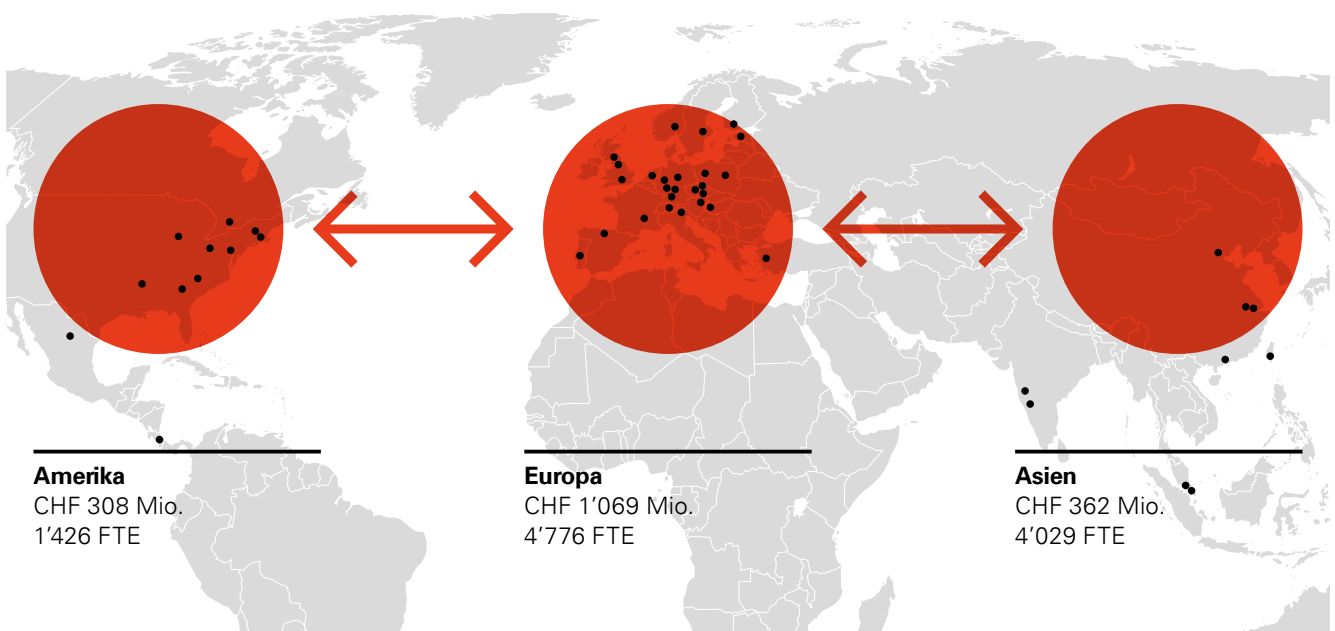 Amerika
CHF 308 Mio.
1’426 FTE
Europa
CHF 1’069 Mio.
4’776 FTE
Asien
CHF 362 Mio.
4’029 FTE